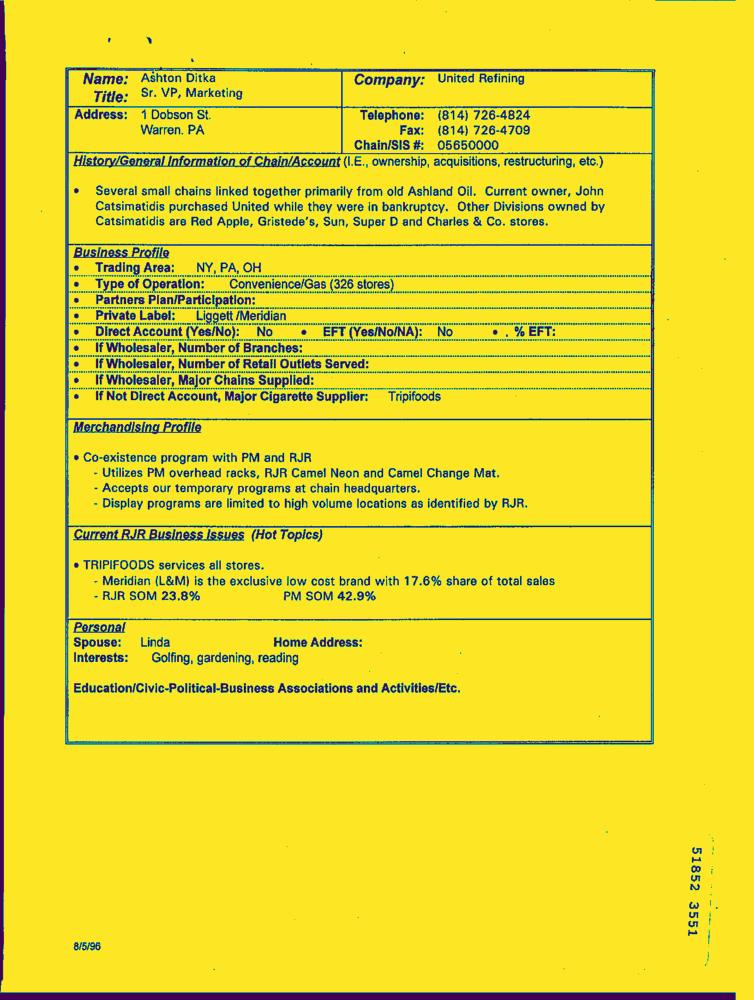 Name: Ashton Ditka
Title: Sr. VP, Marketing
Company: United Refining
Address: 1 Dobson St.
Warren. PA
Telephone: (814) 726-4824
Fax: (814) 726-4709
Chain/SIS #: 05650000
History/General Information of Chain/Account (I.E., ownership, acquisitions, restructuring, etc.)
• Several small chains linked together primarily from old Ashland Oil. Current owner, John
Catsimatidis purchased United while they were in bankruptcy. Other Divisions owned by
Catsimatidis are Red Apple, Gristede's, Sun, Super D and Charles & Co. stores.
Business Profile
• Trading Area: NY, PA, OH
• Type of Operation: Convenience/Gas (326 stores)
• Partners Plan/Participation:
• Private Label: Liggett /Meridian
• Direct Account (Yes/No): No • EFT (Yes/No/NA): No • . % EFT:
• If Wholesaler, Number of Branches:
• If Wholesaler, Number of Retail Outlets Served:
• If Wholesaler, Major Chains Supplied:
• If Not Direct Account, Major Cigarette Supplier: Tripifoods
Merchandising Profile
• Co-existence program with PM and RJR
- Utilizes PM overhead racks, RJR Camel Neon and Camel Change Mat.
- Accepts our temporary programs at chain headquarters.
- Display programs are limited to high volume locations as identified by RJR.
Current RJR Business Issues (Hot Topics)
• TRIPIFOODS services all stores.
- Meridian (L&M) is the exclusive low cost brand with 17.6% share of total sales
- RJR SOM 23.8% PM SOM 42.9%
Personal
Spouse: Linda Home Address:
Interests: Golfing, gardening, reading
Education/Civic-Political-Business Associations and Activities/Etc.
51852 3551
8/5/96